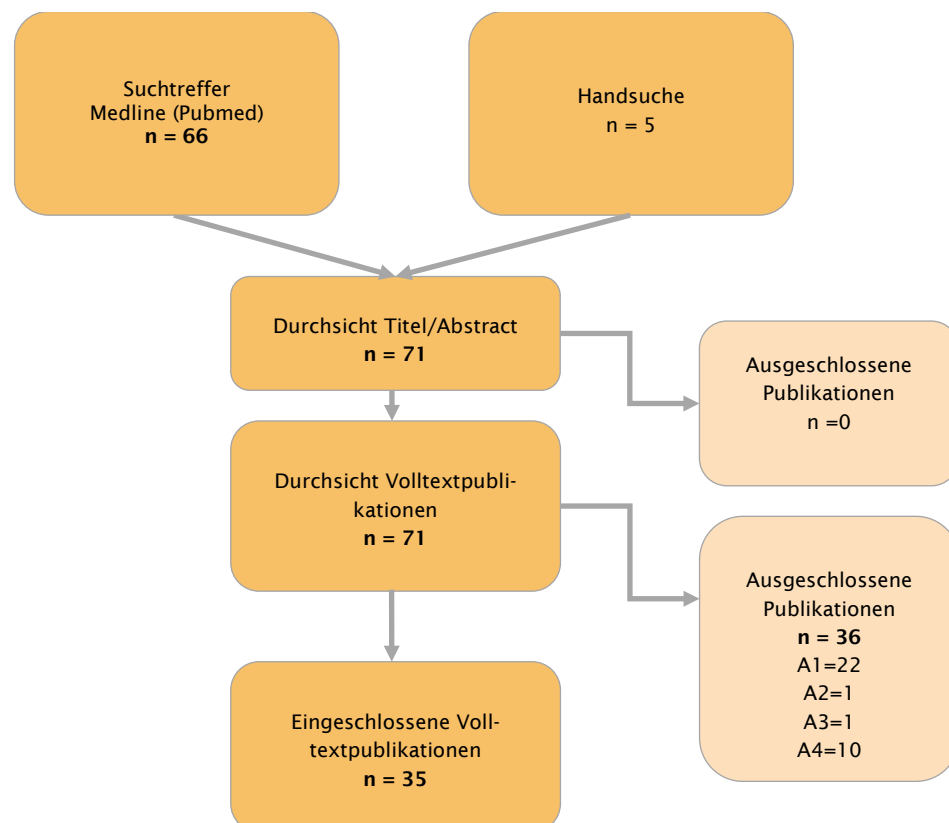 Suchtreffer
Medline (Pubmed)
n = 66
Handsuche
n = 5
Durchsicht Titel/Abstract
n = 71
Ausgeschlossene
Publikationen
n =0
Durchsicht Volltextpubli-
kationen
n = 71
Ausgeschlossene
Publikationen
n = 36
A1=22
A2=1
A3=1
A4=10
Eingeschlossene Voll-
textpublikationen
n = 35